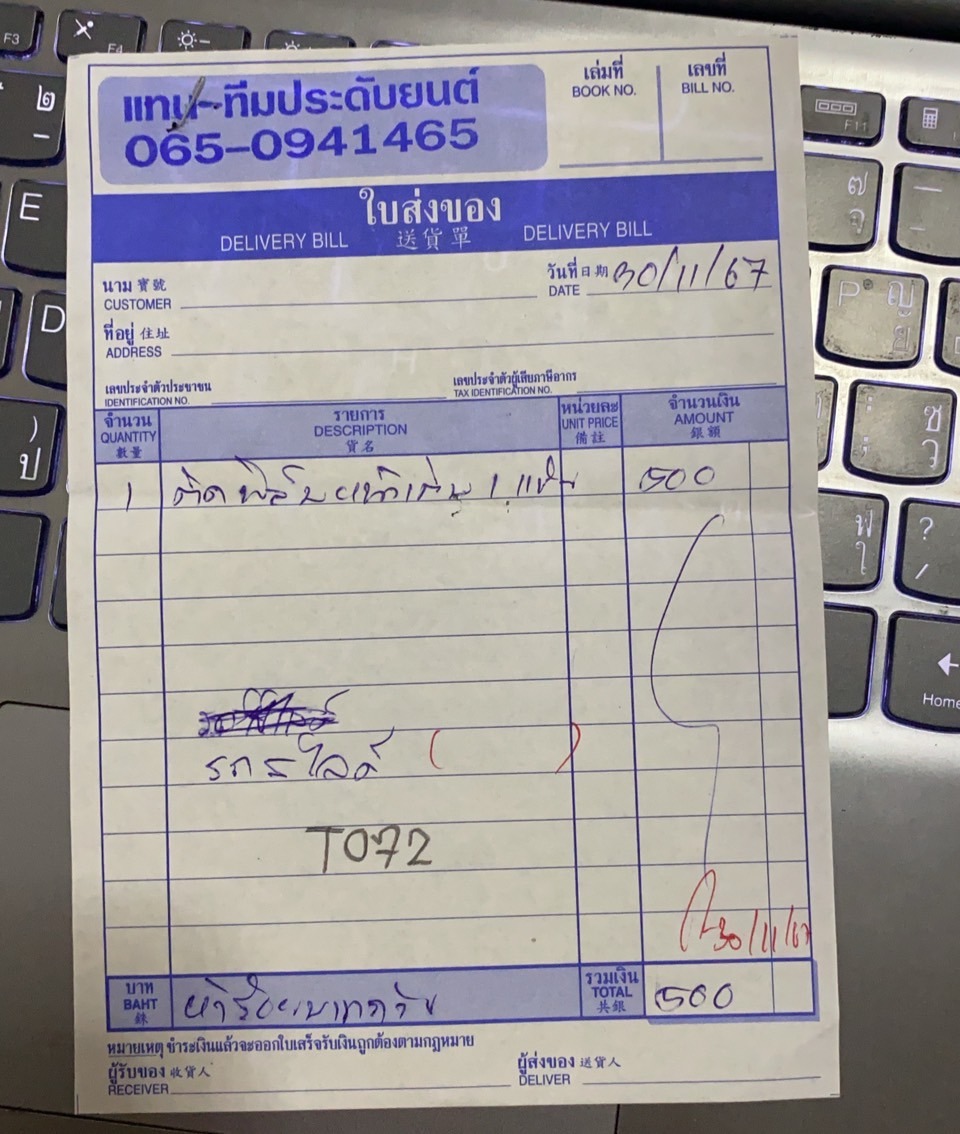 แทน-ทีมประดับยนต์
065-0941465
เล่มที่
BOOK NO.
เลขที่
BILL NO.
ใบส่งของ
DELIVERY BILL 送貨單 DELIVERY BILL
นาม 寶號
CUSTOMER
วันที่ 日期 30/11/67
DATE
ที่อยู่ 住址
ADDRESS
เลขประจำตัวประชาชน
IDENTIFICATION NO.
เลขประจำตัวผู้เสียภาษีอากร
TAX IDENTIFICATION NO.
จำนวน
QUANTITY
數量
รายการ
DESCRIPTION
貨名
หน่วยละ
UNIT PRICE
備註
จำนวนเงิน
AMOUNT
銀額
1 ติดฟิล์ม 1 แผ่น 500
รถสไลด์ ( )
T072
30/11/67
บาท
BAHT
銖
ห้าร้อยบาทถ้วน
รวมเงิน
TOTAL
共銀
500
หมายเหตุ ชำระเงินแล้วจะออกใบเสร็จรับเงินถูกต้องตามกฎหมาย
ผู้รับของ 收貨人
RECEIVER
ผู้ส่งของ 送貨人
DELIVER
F3
F4
F11
E
D
P
Home